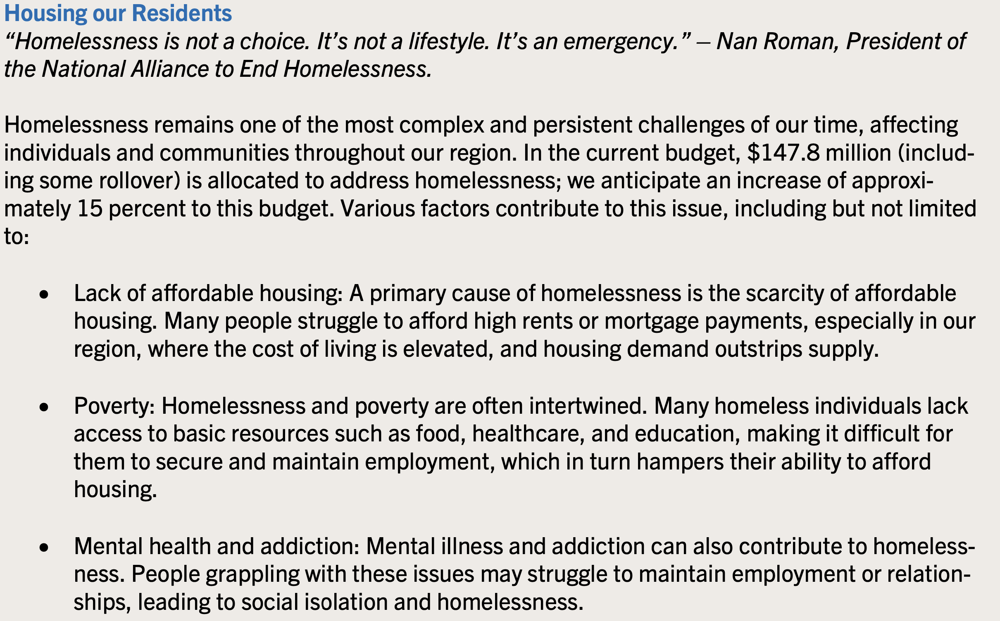 Housing our Residents
“Homelessness is not a choice. It’s not a lifestyle. It’s an emergency.” – Nan Roman, President of
the National Alliance to End Homelessness.
Homelessness remains one of the most complex and persistent challenges of our time, affecting
individuals and communities throughout our region. In the current budget, $147.8 million (includ-
ing some rollover) is allocated to address homelessness; we anticipate an increase of approxi-
mately 15 percent to this budget. Various factors contribute to this issue, including but not limited
to:
• Lack of affordable housing: A primary cause of homelessness is the scarcity of affordable
housing. Many people struggle to afford high rents or mortgage payments, especially in our
region, where the cost of living is elevated, and housing demand outstrips supply.
• Poverty: Homelessness and poverty are often intertwined. Many homeless individuals lack
access to basic resources such as food, healthcare, and education, making it difficult for
them to secure and maintain employment, which in turn hampers their ability to afford
housing.
• Mental health and addiction: Mental illness and addiction can also contribute to homeless-
ness. People grappling with these issues may struggle to maintain employment or relation-
ships, leading to social isolation and homelessness.